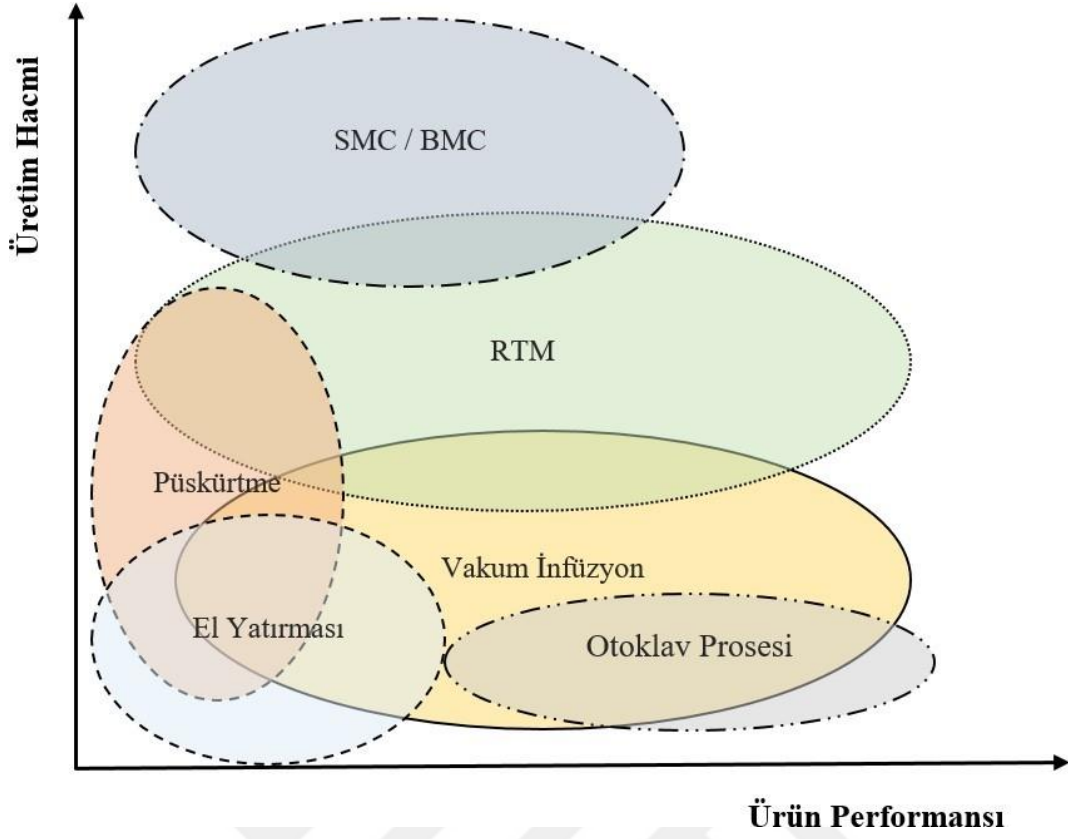 Üretim Hacmi
SMC / BMC
RTM
Püskürtme
Vakum İnfüzyon
El Yatırması
Otoklav Prosesi
Ürün Performansı